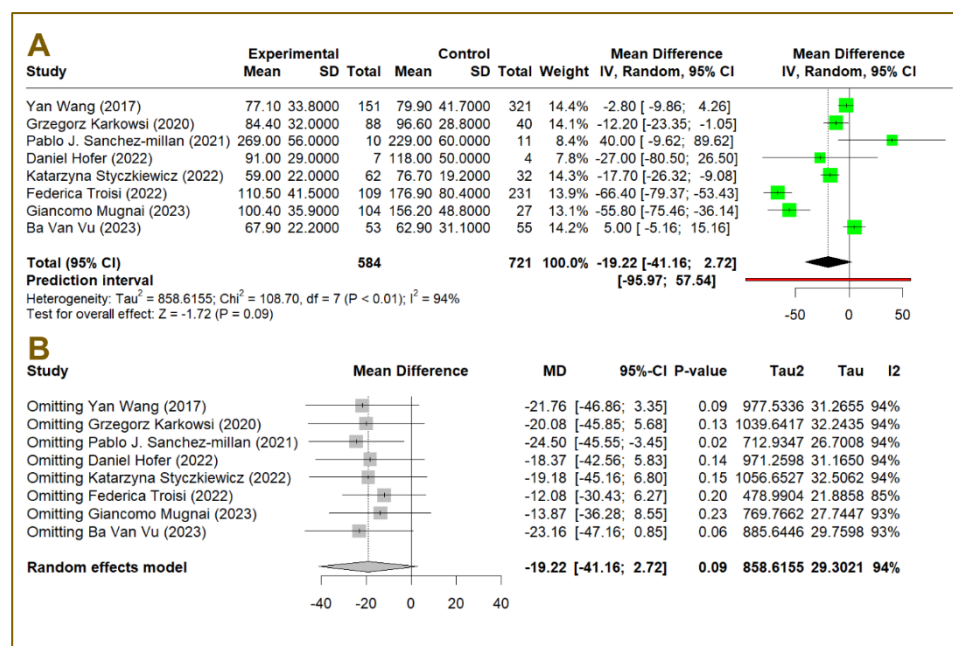 A
Experimental Control Mean Difference Mean Difference
Study Mean SD Total Mean SD Total Weight IV, Random, 95% CI IV, Random, 95% CI
Yan Wang (2017) 77.10 33.8000 151 79.90 41.7000 321 14.4% -2.80 [-9.86; 4.26]
Grzegorz Karkowsi (2020) 84.40 32.0000 88 96.60 28.8000 40 14.1% -12.20 [-23.35; -1.05]
Pablo J. Sanchez-millan (2021) 269.00 56.0000 10 229.00 60.0000 11 8.4% 40.00 [-9.62; 89.62]
Daniel Hofer (2022) 91.00 29.0000 7 118.00 50.0000 4 7.8% -27.00 [-80.50; 26.50]
Katarzyna Styczkiewicz (2022) 59.00 22.0000 62 76.70 19.2000 32 14.3% -17.70 [-26.32; -9.08]
Federica Troisi (2022) 110.50 41.5000 109 176.90 80.4000 231 13.9% -66.40 [-79.37; -53.43]
Giancomo Mugnai (2023) 100.40 35.9000 104 156.20 48.8000 27 13.1% -55.80 [-75.46; -36.14]
Ba Van Vu (2023) 67.90 22.2000 53 62.90 31.1000 55 14.2% 5.00 [-5.16; 15.16]
Total (95% CI) 584 721 100.0% -19.22 [-41.16; 2.72]
Prediction interval [-95.97; 57.54]
Heterogeneity: Tau² = 858.6155; Chi² = 108.70, df = 7 (P < 0.01); I² = 94%
Test for overall effect: Z = -1.72 (P = 0.09)
-50 0 50
B
Study Mean Difference MD 95%-CI P-value Tau2 Tau I2
Omitting Yan Wang (2017) -21.76 [-46.86; 3.35] 0.09 977.5336 31.2655 94%
Omitting Grzegorz Karkowsi (2020) -20.08 [-45.85; 5.68] 0.13 1039.6417 32.2435 94%
Omitting Pablo J. Sanchez-millan (2021) -24.50 [-45.55; -3.45] 0.02 712.9347 26.7008 94%
Omitting Daniel Hofer (2022) -18.37 [-42.56; 5.83] 0.14 971.2598 31.1650 94%
Omitting Katarzyna Styczkiewicz (2022) -19.18 [-45.16; 6.80] 0.15 1056.6527 32.5062 94%
Omitting Federica Troisi (2022) -12.08 [-30.43; 6.27] 0.20 478.9904 21.8858 85%
Omitting Giancomo Mugnai (2023) -13.87 [-36.28; 8.55] 0.23 769.7662 27.7447 93%
Omitting Ba Van Vu (2023) -23.16 [-47.16; 0.85] 0.06 885.6446 29.7598 93%
Random effects model -19.22 [-41.16; 2.72] 0.09 858.6155 29.3021 94%
-40 -20 0 20 40